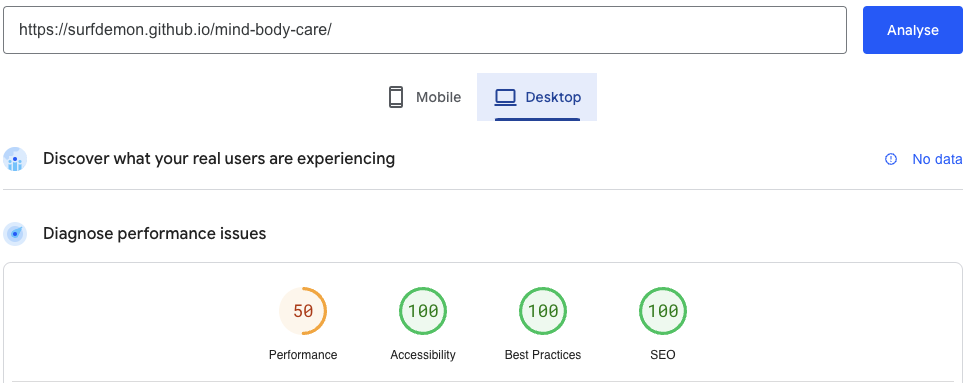 https://surfdemon.github.io/mind-body-care/
Analyse
Mobile
Desktop
Discover what your real users are experiencing
No data
Diagnose performance issues
50
100
100
100
Performance
Accessibility
Best Practices
SEO